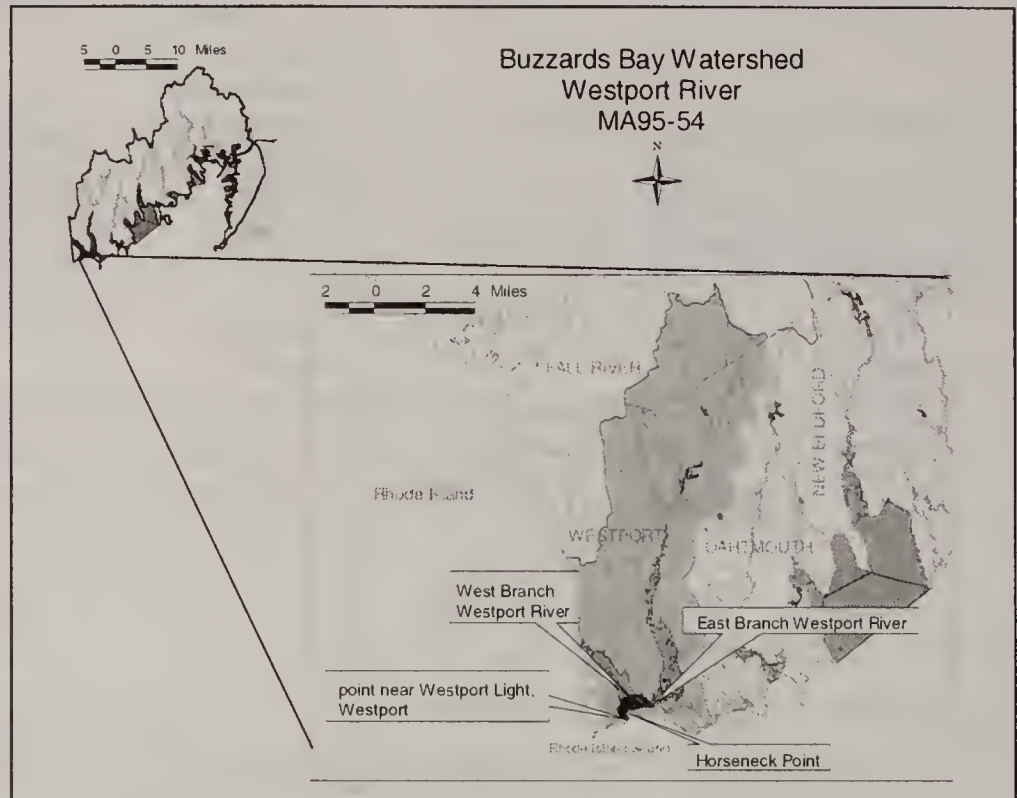 5 0 5 10 Miles
Buzzards Bay Watershed
Westport River
MA95-54
N
2 0 2 4 Miles
FALL RIVER
NEW BEDFORD
Rhode Island
WESTPORT
DARTMOUTH
West Branch
Westport River
East Branch Westport River
point near Westport Light,
Westport
Rhode Island
Horseneck Point